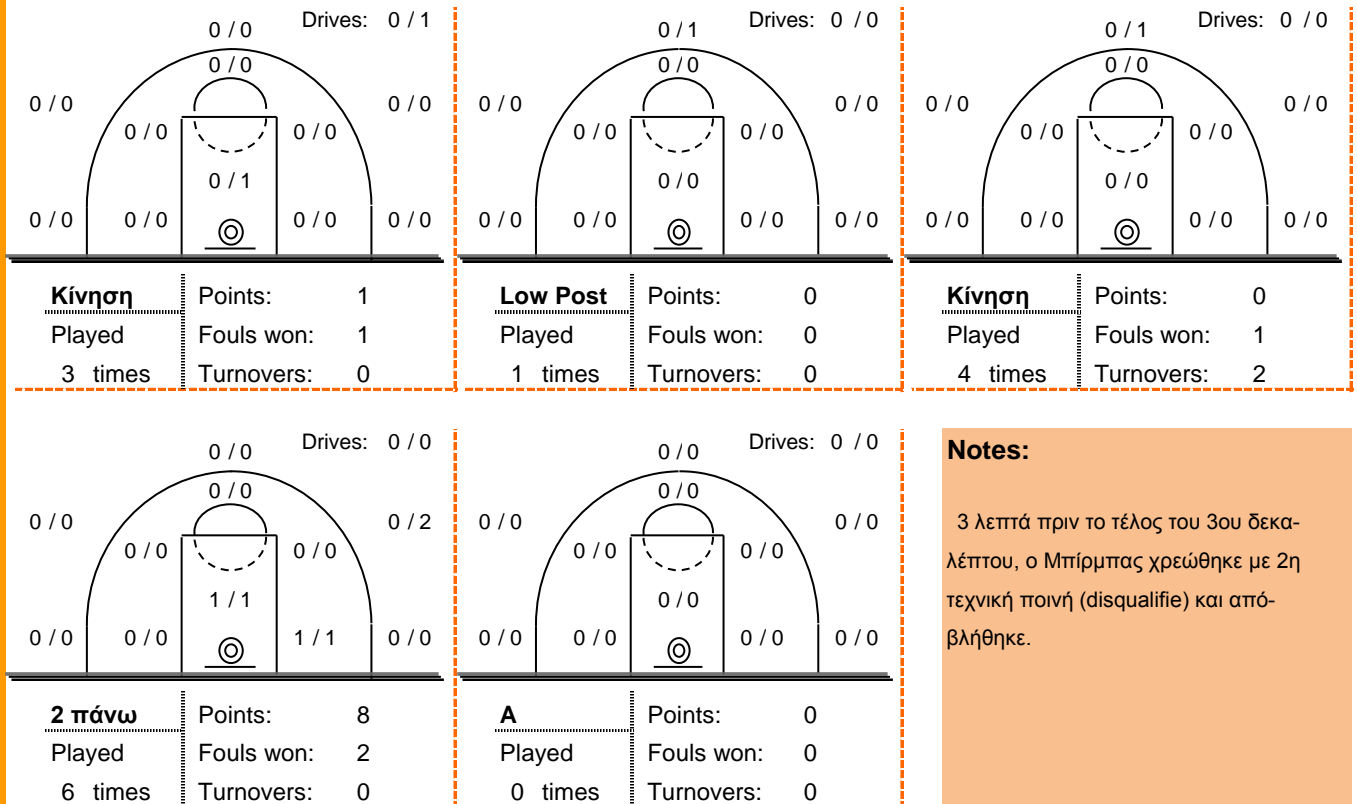 Drives: 0 / 1
0 / 0
0 / 0
0 / 0 0 / 0
0 / 0 0 / 0
0 / 1
0 / 0 0 / 0 0 / 0 0 / 0
Κίνηση Points: 1
Played Fouls won: 1
3 times Turnovers: 0
Drives: 0 / 0
0 / 1
0 / 0
0 / 0 0 / 0
0 / 0 0 / 0
0 / 0
0 / 0 0 / 0 0 / 0 0 / 0
Low Post Points: 0
Played Fouls won: 0
1 times Turnovers: 0
Drives: 0 / 0
0 / 1
0 / 0
0 / 0 0 / 0
0 / 0 0 / 0
0 / 0
0 / 0 0 / 0 0 / 0 0 / 0
Κίνηση Points: 0
Played Fouls won: 1
4 times Turnovers: 2
Drives: 0 / 0
0 / 0
0 / 0
0 / 0 0 / 2
0 / 0 0 / 0
1 / 1
0 / 0 0 / 0 1 / 1 0 / 0
2 πάνω Points: 8
Played Fouls won: 2
6 times Turnovers: 0
Drives: 0 / 0
0 / 0
0 / 0
0 / 0 0 / 0
0 / 0 0 / 0
0 / 0
0 / 0 0 / 0 0 / 0 0 / 0
A Points: 0
Played Fouls won: 0
0 times Turnovers: 0
Notes:
3 λεπτά πριν το τέλος του 3ου δεκα-
λέπτου, ο Μπίρμπας χρεώθηκε με 2η
τεχνική ποινή (disqualifie) και από-
βλήθηκε.